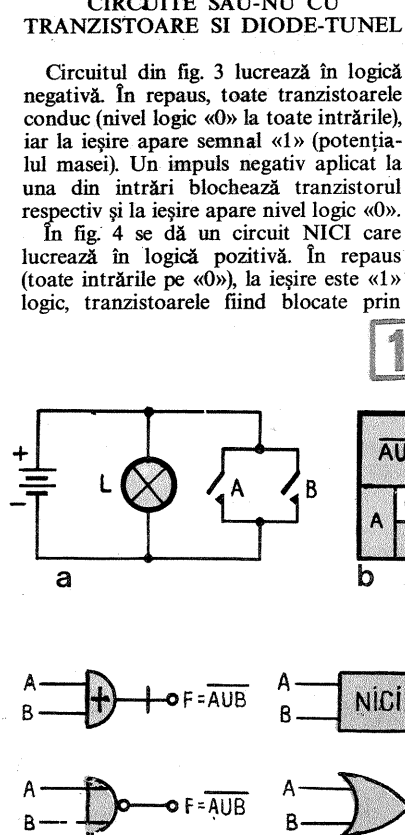 CIRCUITE SAU-NU CU
TRANZISTOARE SI DIODE-TUNEL
Circuitul din fig. 3 lucrează în logică
negativă. În repaus, toate tranzistoarele
conduc (nivel logic «0» la toate intrările),
iar la ieșire apare semnal «1» (potenția-
lul masei). Un impuls negativ aplicat la
una din intrări blochează tranzistorul
respectiv și la ieșire apare nivel logic «0».
În fig. 4 se dă un circuit NICI care
lucrează în logică pozitivă. În repaus
(toate intrările pe «0»), la ieșire este «1»
logic, tranzistoarele fiind blocate prin
1
+
−
L
A
B
a
AU
A
b
A
B
+
F=A̅U̅B̅
A
B
NICI
A
B
F=A̅U̅B̅
A
B